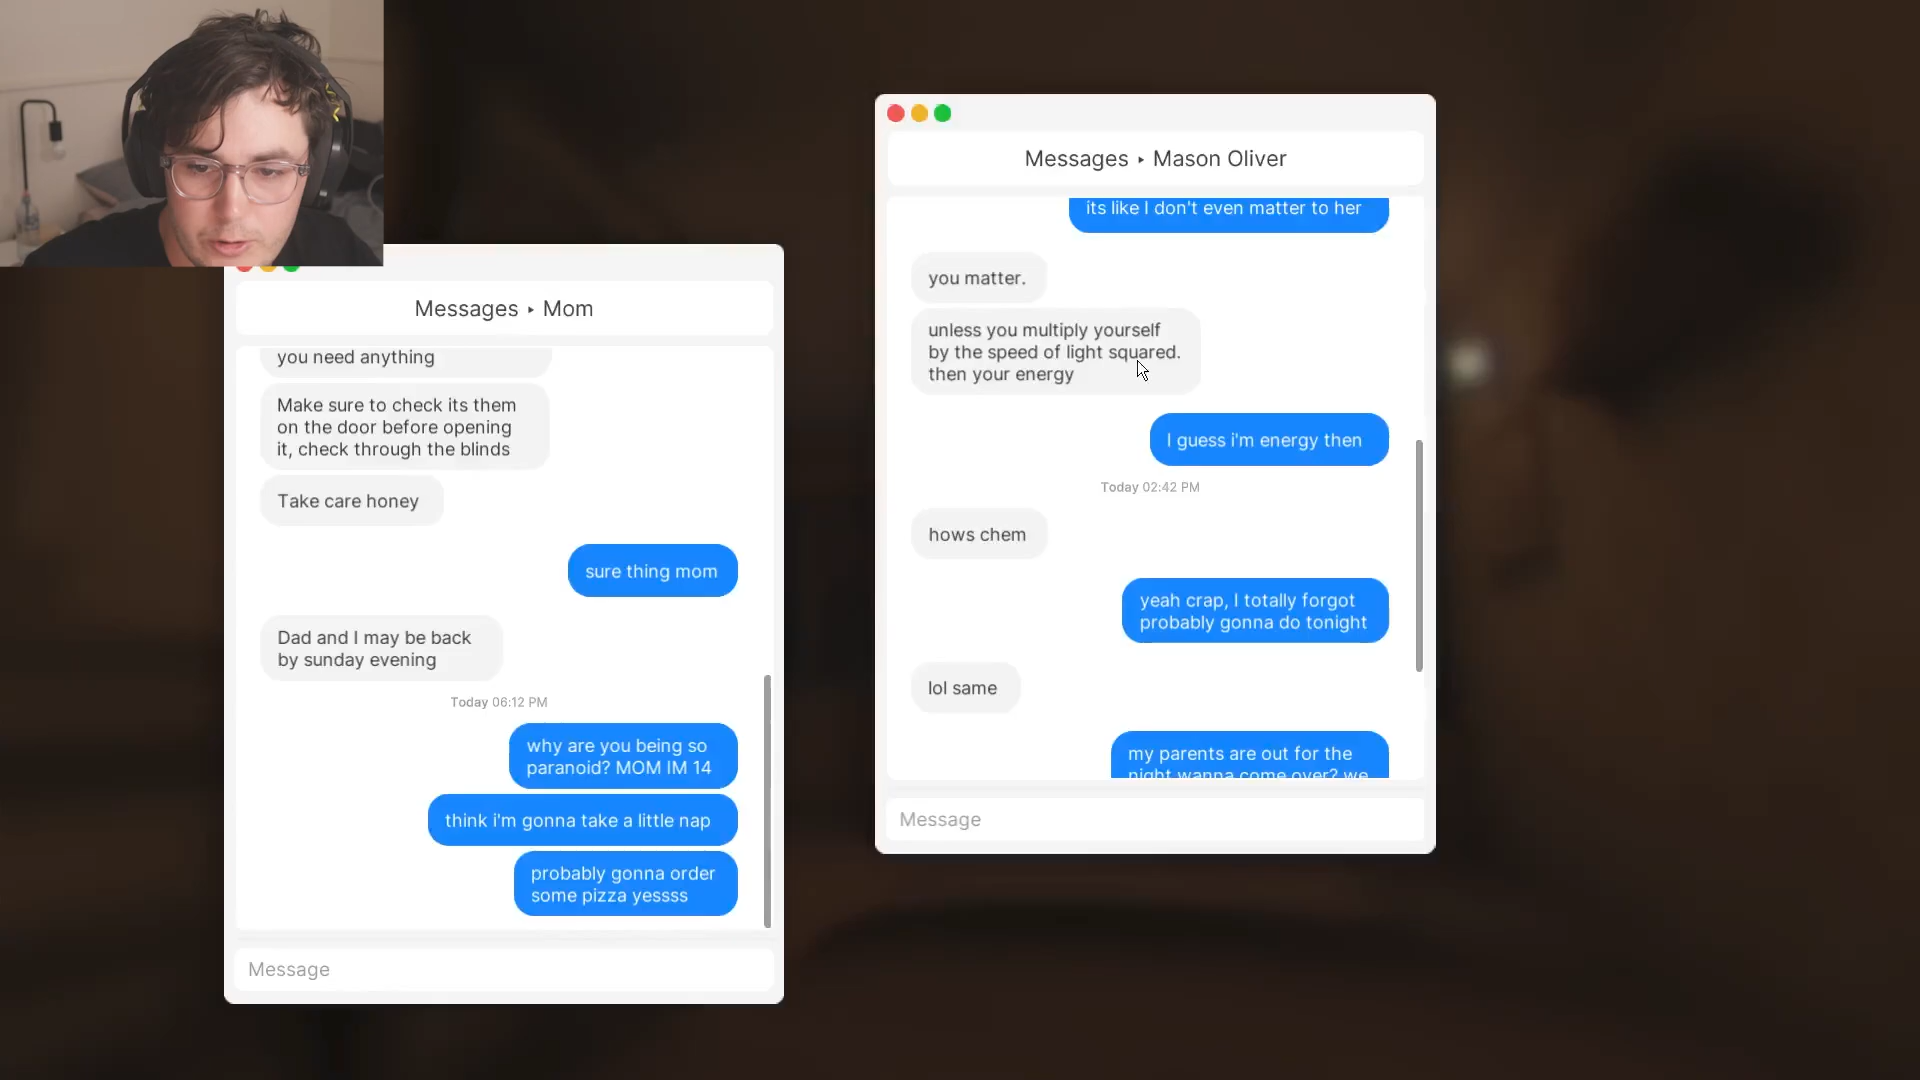 Messages ‣ Mom
you need anything
Make sure to check its them
on the door before opening
it, check through the blinds
Take care honey
sure thing mom
Dad and I may be back
by sunday evening
Today 06:12 PM
why are you being so
paranoid? MOM IM 14
think i'm gonna take a little nap
probably gonna order
some pizza yessss
Message
Messages ‣ Mason Oliver
its like I don't even matter to her
you matter.
unless you multiply yourself
by the speed of light squared.
then your energy
I guess i'm energy then
Today 02:42 PM
hows chem
yeah crap, I totally forgot
probably gonna do tonight
lol same
my parents are out for the
night wanna come over? we
Message